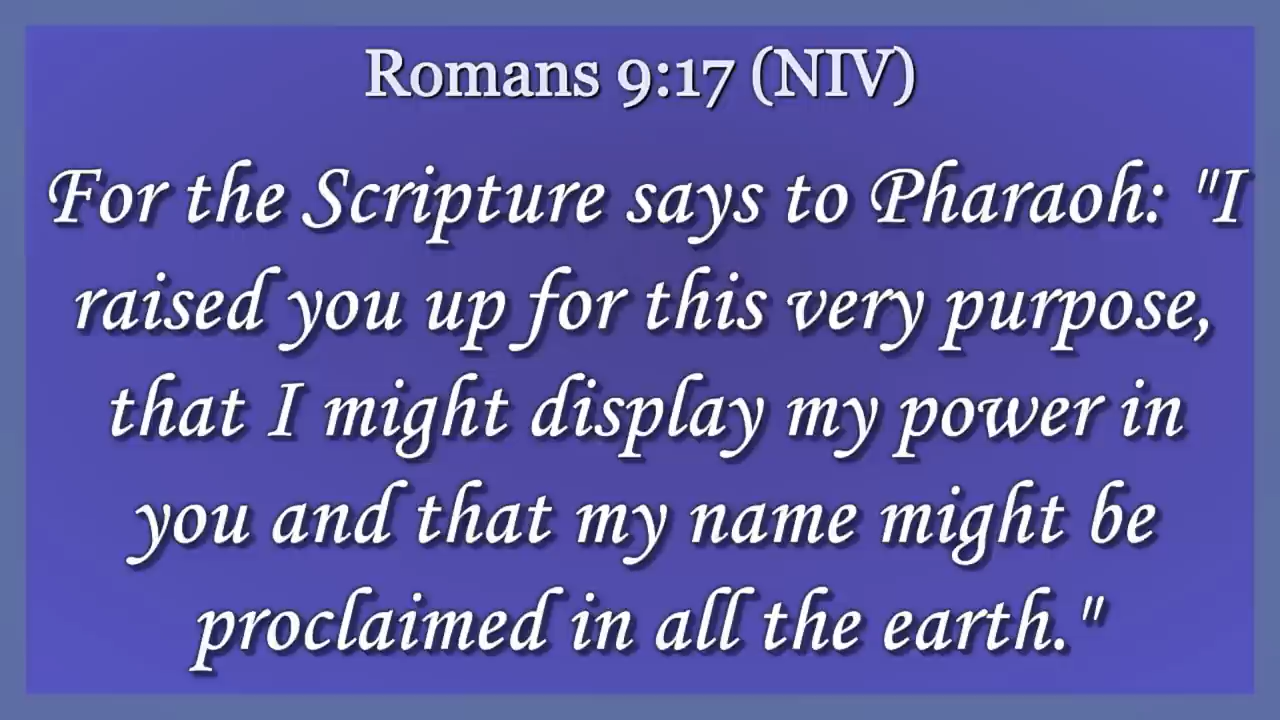 Romans 9:17 (NIV)
For the Scripture says to Pharaoh: "I
raised you up for this very purpose,
that I might display my power in
you and that my name might be
proclaimed in all the earth."